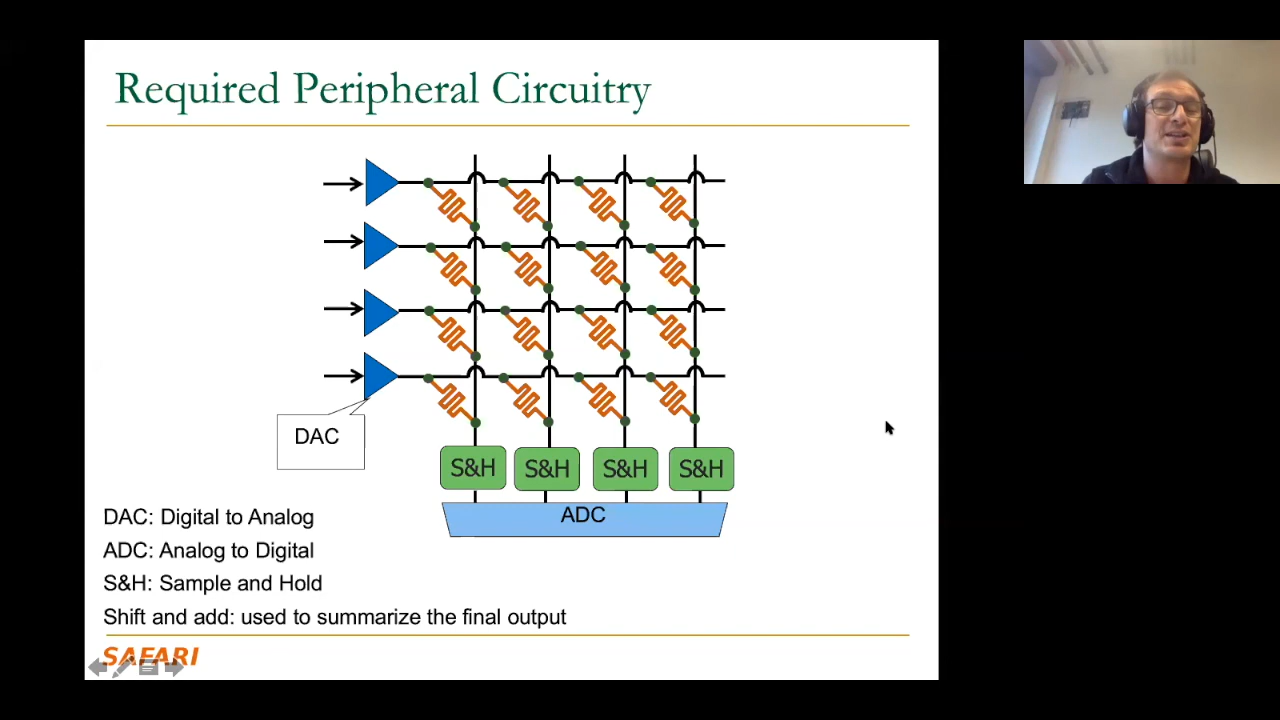 Required Peripheral Circuitry
DAC
S&H S&H S&H S&H
ADC
DAC: Digital to Analog
ADC: Analog to Digital
S&H: Sample and Hold
Shift and add: used to summarize the final output
SAFARI